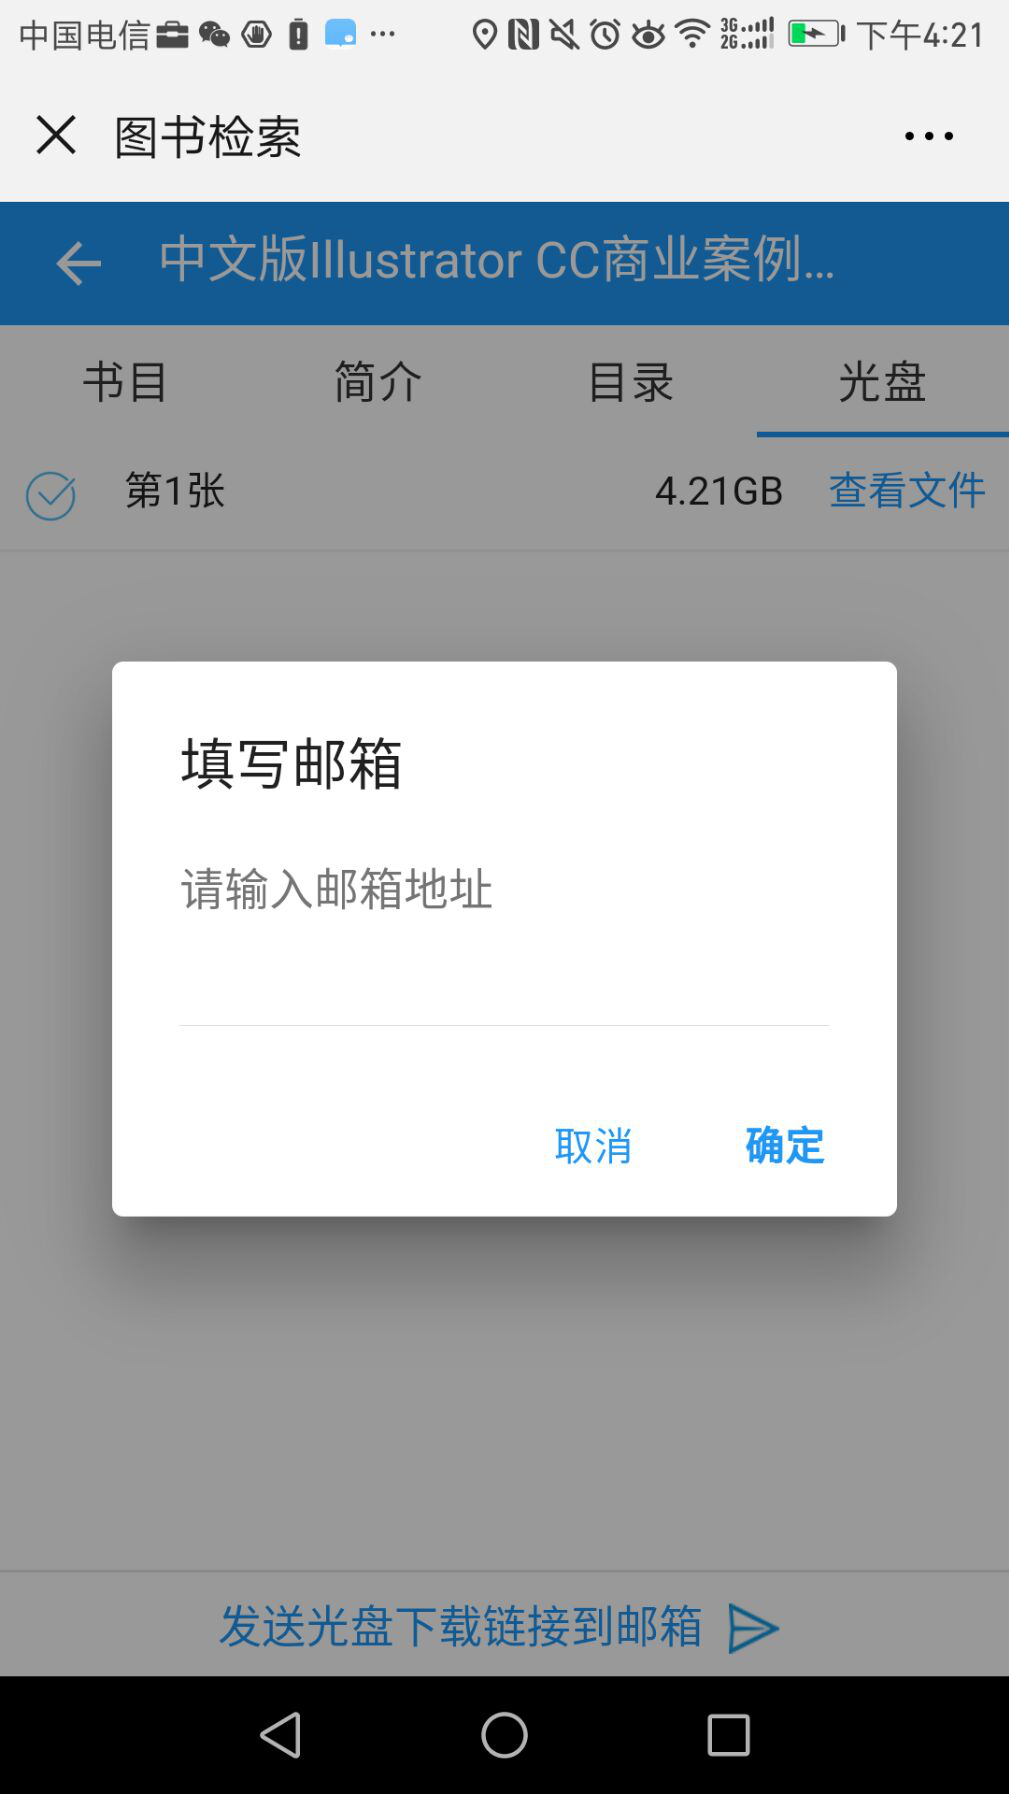 中国电信 3G 2G 下午4:21
图书检索
中文版Illustrator CC商业案例...
书目 简介 目录 光盘
第1张 4.21GB 查看文件
填写邮箱
请输入邮箱地址
取消 确定
发送光盘下载链接到邮箱